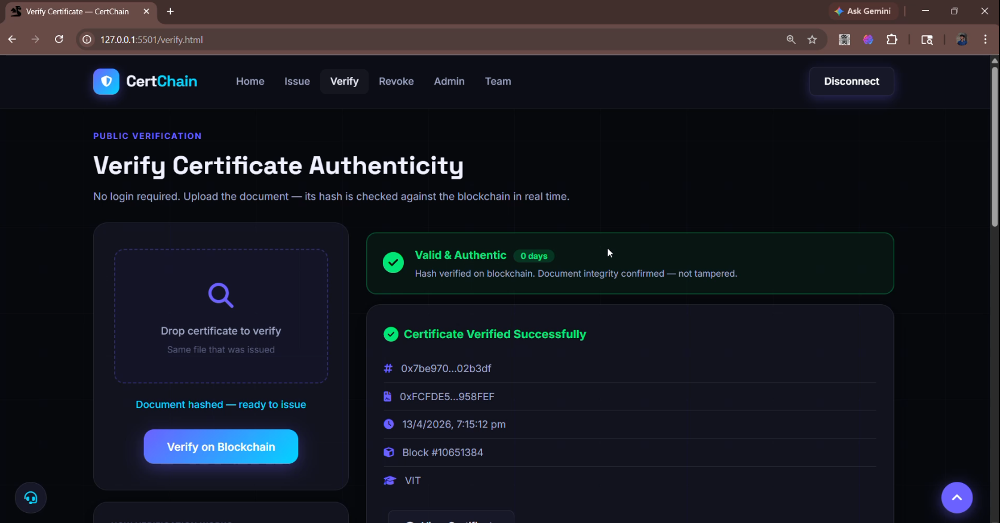 Verify Certificate — CertChain
Ask Gemini
127.0.0.1:5501/verify.html
CertChain
Home Issue Verify Revoke Admin Team
Disconnect
PUBLIC VERIFICATION
Verify Certificate Authenticity
No login required. Upload the document — its hash is checked against the blockchain in real time.
Drop certificate to verify
Same file that was issued
Document hashed — ready to issue
Verify on Blockchain
Valid & Authentic 0 days
Hash verified on blockchain. Document integrity confirmed — not tampered.
Certificate Verified Successfully
# 0x7be970...02b3df
0xFCFDE5...958FEF
13/4/2026, 7:15:12 pm
Block #10651384
VIT